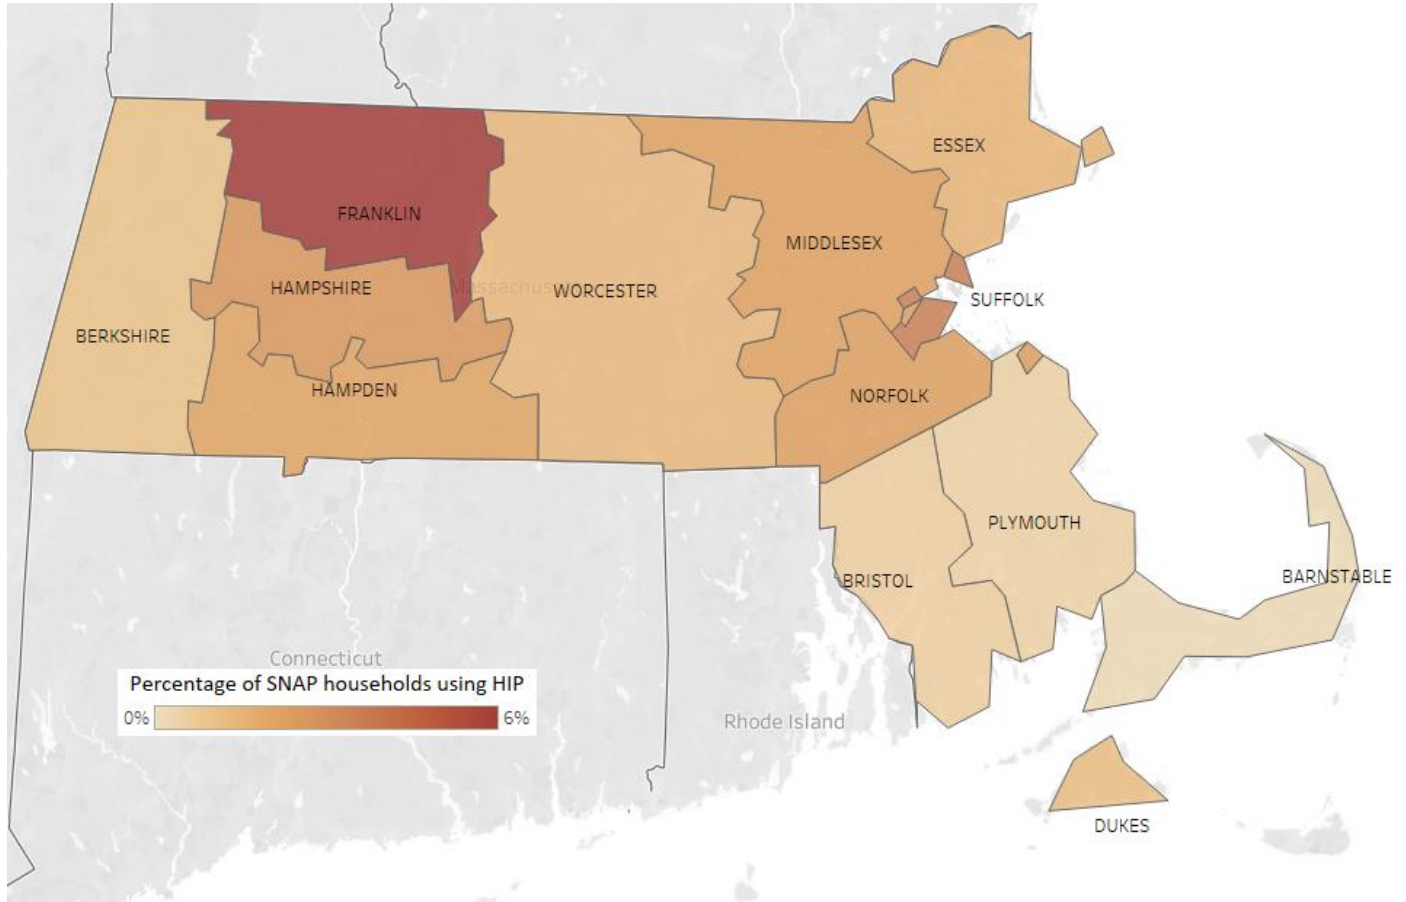 ESSEX
FRANKLIN
MIDDLESEX
HAMPSHIRE
Massachus
WORCESTER
SUFFOLK
BERKSHIRE
HAMPDEN
NORFOLK
PLYMOUTH
BRISTOL
BARNSTABLE
Connecticut
Percentage of SNAP households using HIP
0% 6%
Rhode Island
DUKES